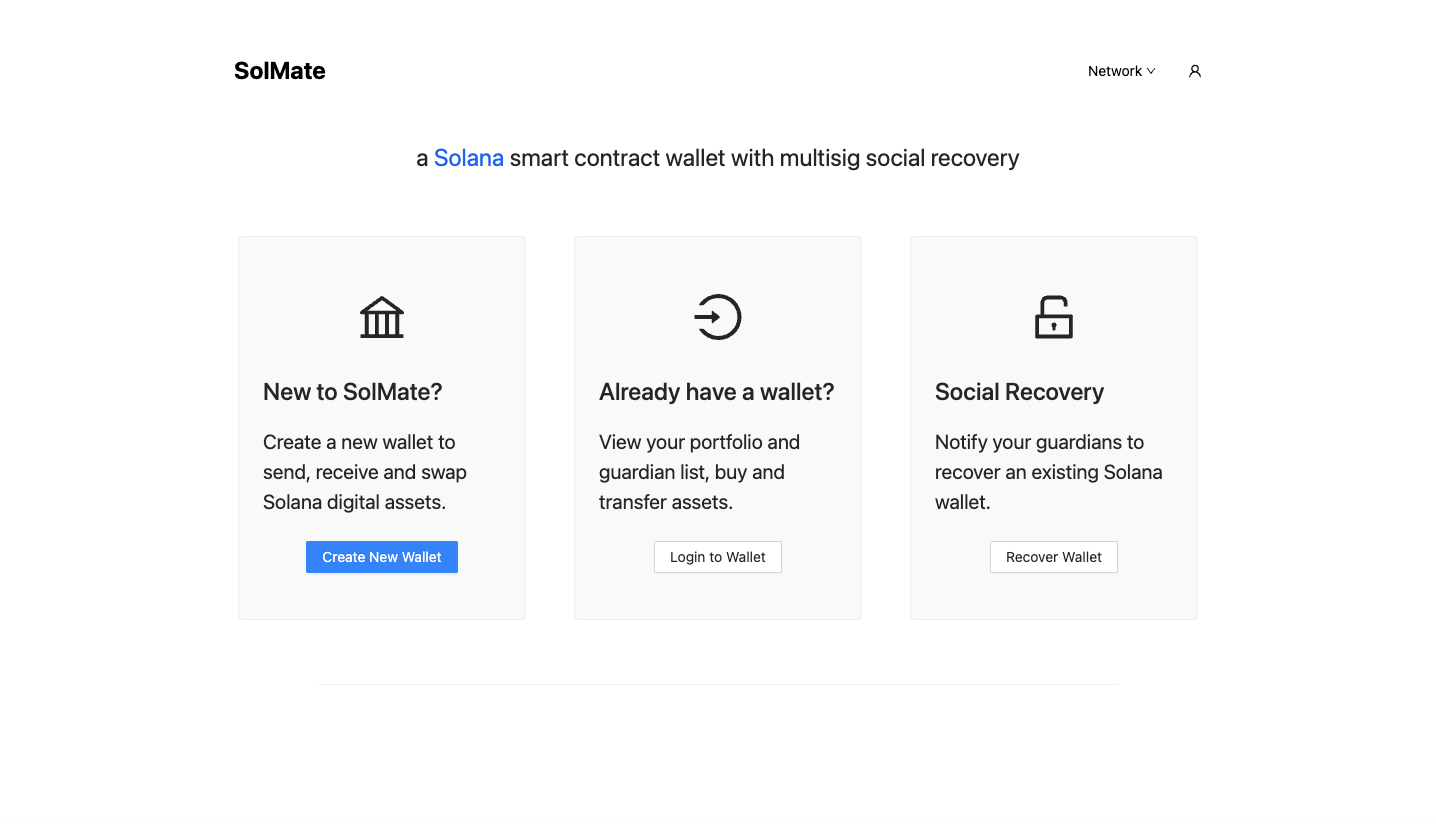 SolMate
Network
a Solana smart contract wallet with multisig social recovery
New to SolMate?
Create a new wallet to
send, receive and swap
Solana digital assets.
Create New Wallet
Already have a wallet?
View your portfolio and
guardian list, buy and
transfer assets.
Login to Wallet
Social Recovery
Notify your guardians to
recover an existing Solana
wallet.
Recover Wallet